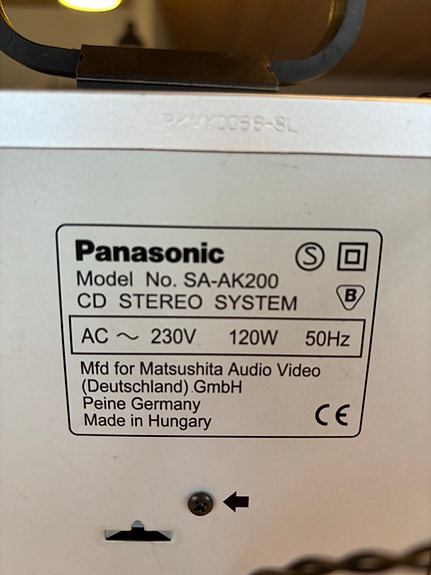 Panasonic
Model No. SA-AK200
CD STEREO SYSTEM
S
B
AC ~ 230V 120W 50Hz
Mfd for Matsushita Audio Video
(Deutschland) GmbH
Peine Germany
Made in Hungary
CE